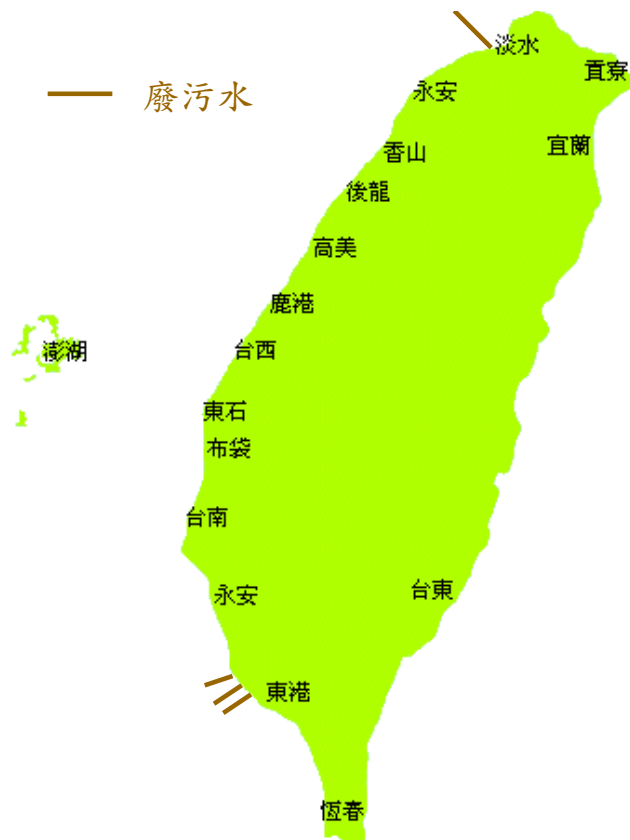 淡水
貢寮
廢污水
永安
宜蘭
香山
後龍
高美
鹿港
澎湖
台西
東石
布袋
台南
永安
台東
東港
恆春